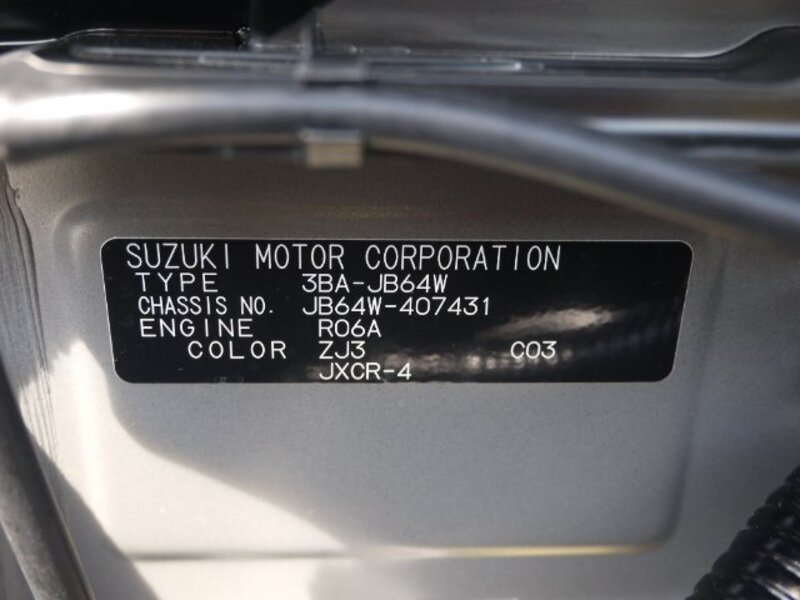 SUZUKI MOTOR CORPORATION
TYPE 3BA-JB64W
CHASSIS NO. JB64W-407431
ENGINE R06A
COLOR ZJ3 C03
JXCR-4